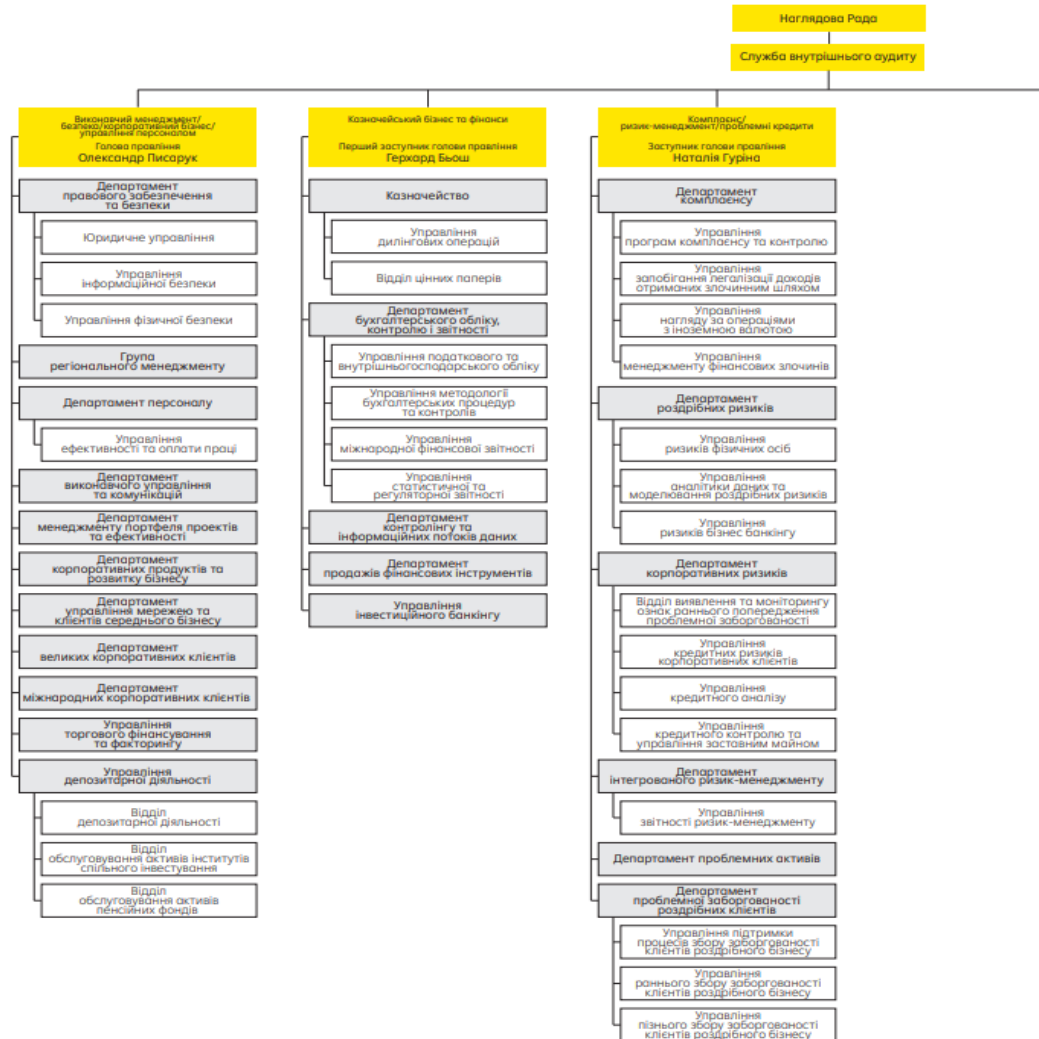 Наглядова Рада
Служба внутрішнього аудиту
Виконавчий менеджмент/
безпека/корпоративний бізнес/
управління персоналом
Голова правління
Олександр Писарук
Департамент
правового забезпечення
та безпеки
Юридичне управління
Управління
інформаційної безпеки
Управління фізичної безпеки
Група
регіонального менеджменту
Департамент персоналу
Управління
ефективності та оплати праці
Департамент
виконавчого управління
та комунікацій
Департамент
менеджменту портфеля проектів
та ефективності
Департамент
корпоративних продуктів та
розвитку бізнесу
Департамент
управління мережею та
клієнтів середнього бізнесу
Департамент
великих корпоративних клієнтів
Департамент
міжнародних корпоративних клієнтів
Управління
торгового фінансування
та факторингу
Управління
депозитарної діяльності
Відділ
депозитарної діяльності
Відділ
обслуговування активів інститутів
спільного інвестування
Відділ
обслуговування активів
пенсійних фондів
Казначейський бізнес та фінанси
Перший заступник голови правління
Герхард Бьош
Казначейство
Управління
дилінгових операцій
Відділ цінних паперів
Департамент
бухгалтерського обліку,
контролю і звітності
Управління податкового та
внутрішньогосподарського обліку
Управління методології
бухгалтерських процедур
та контролів
Управління
міжнародної фінансової звітності
Управління
статистичної та
регуляторної звітності
Департамент
контролінгу та
інформаційних потоків даних
Департамент
продажів фінансових інструментів
Управління
інвестиційного банкінгу
Комплаєнс/
ризик-менеджмент/проблемні кредити
Заступник голови правління
Наталія Гуріна
Департамент
комплаєнсу
Управління
програм комплаєнсу та контролю
Управління
запобігання легалізації доходів
отриманих злочинним шляхом
Управління
нагляду за операціями
з іноземною валютою
Управління
менеджменту фінансових злочинів
Департамент
роздрібних ризиків
Управління
ризиків фізичних осіб
Управління
аналітики даних та
моделювання роздрібних ризиків
Управління
ризиків бізнес банкінгу
Департамент
корпоративних ризиків
Відділ виявлення та моніторингу
ознак раннього попередження
проблемної заборгованості
Управління
кредитних ризиків
корпоративних клієнтів
Управління
кредитного аналізу
Управління
кредитного контролю та
управління заставним майном
Департамент
інтегрованого ризик-менеджменту
Управління
звітності ризик-менеджменту
Департамент проблемних активів
Департамент
проблемної заборгованості
роздрібних клієнтів
Управління підтримки
процесів збору заборгованості
клієнтів роздрібного бізнесу
Управління
раннього збору заборгованості
клієнтів роздрібного бізнесу
Управління
пізнього збору заборгованості
клієнтів роздрібного бізнесу